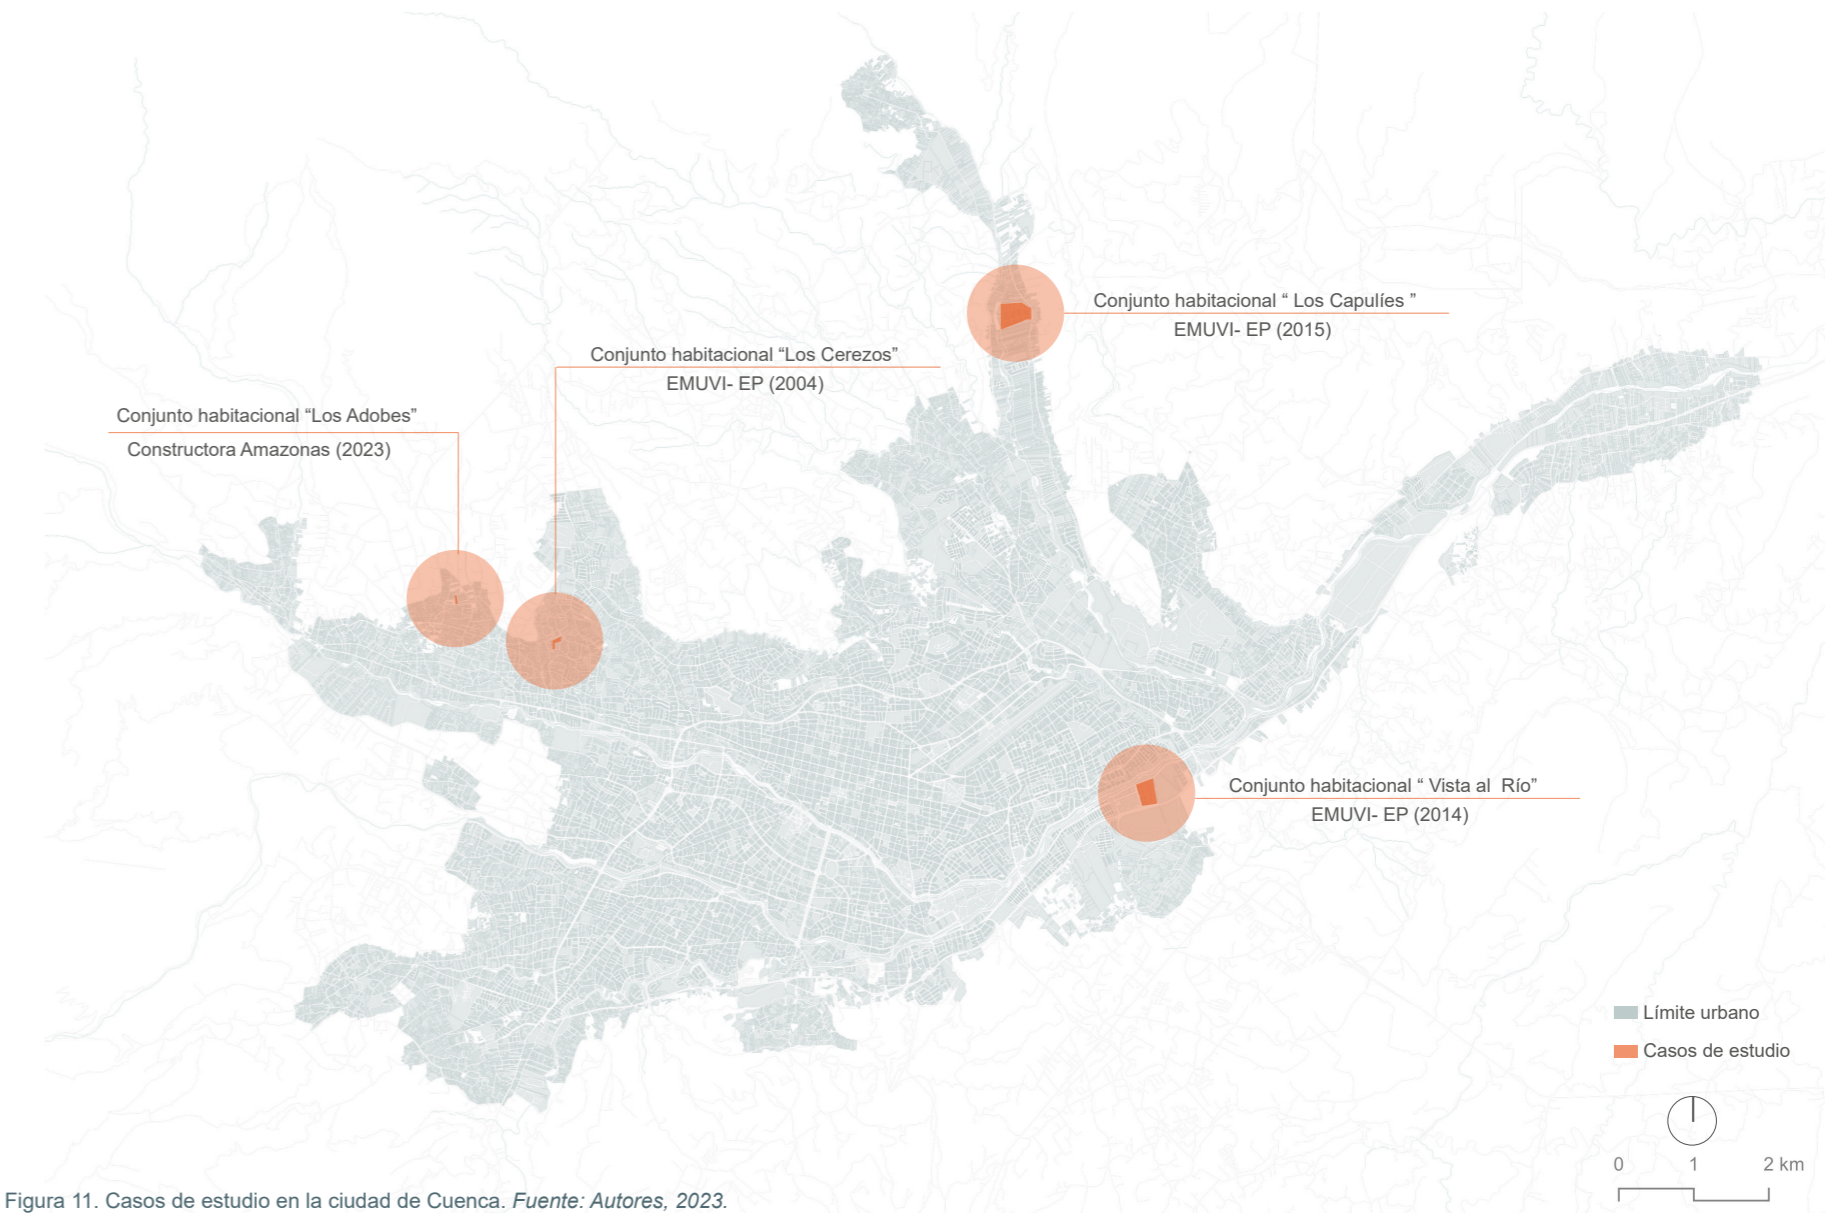 Conjunto habitacional “ Los Capulíes ”
EMUVI- EP (2015)
Conjunto habitacional “Los Cerezos”
EMUVI- EP (2004)
Conjunto habitacional “Los Adobes”
Constructora Amazonas (2023)
Conjunto habitacional “ Vista al Río”
EMUVI- EP (2014)
Límite urbano
Casos de estudio
0 1 2 km
Figura 11. Casos de estudio en la ciudad de Cuenca. Fuente: Autores, 2023.